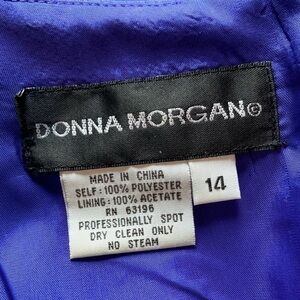 DONNA MORGAN©
MADE IN CHINA
SELF: 100% POLYESTER
LINING: 100% ACETATE
RN 63196
PROFESSIONALLY SPOT
DRY CLEAN ONLY
NO STEAM
14